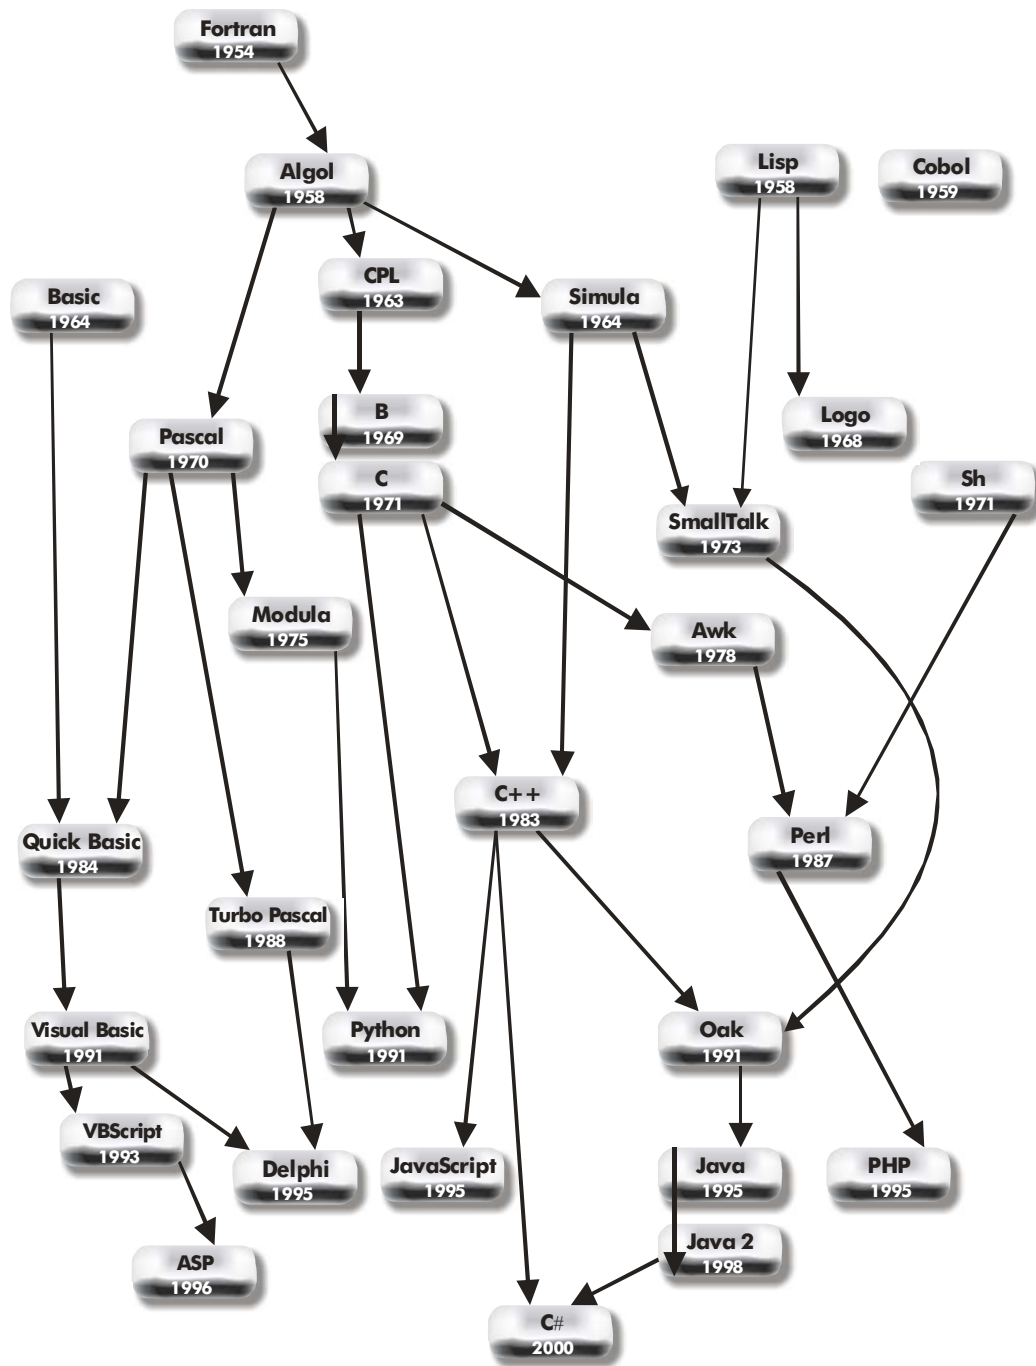 Fortran
1954
Algol
1958
Lisp
1958
Cobol
1959
Basic
1964
CPL
1963
Simula
1964
B
1969
Logo
1968
Pascal
1970
C
1971
Sh
1971
SmallTalk
1973
Modula
1975
Awk
1978
C++
1983
Quick Basic
1984
Perl
1987
Turbo Pascal
1988
Visual Basic
1991
Python
1991
Oak
1991
VBScript
1993
Delphi
1995
JavaScript
1995
Java
1995
PHP
1995
ASP
1996
Java 2
1998
C#
2000